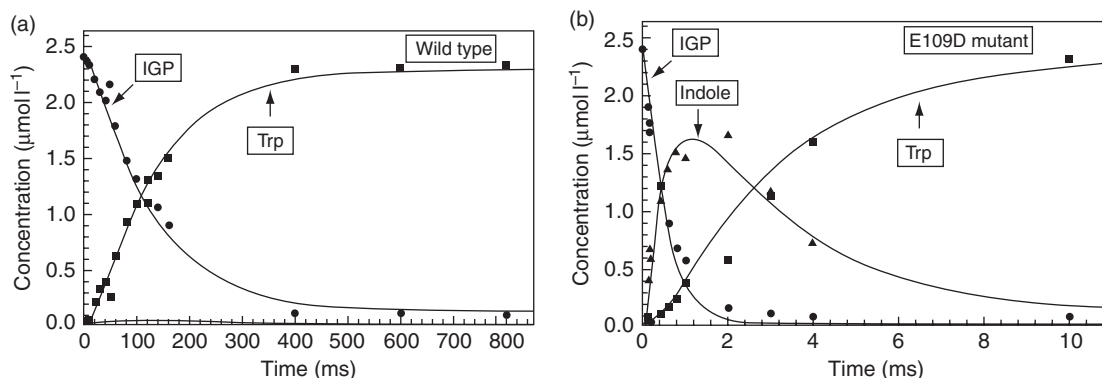 (a)
Wild type
IGP
Trp
Concentration (µmol l⁻¹)
2.5
2.0
1.5
1.0
0.5
0.0
0 100 200 300 400 500 600 700 800
Time (ms)
(b)
E109D mutant
IGP
Indole
Trp
Concentration (µmol l⁻¹)
2.5
2.0
1.5
1.0
0.5
0.0
0 2 4 6 8 10
Time (ms)